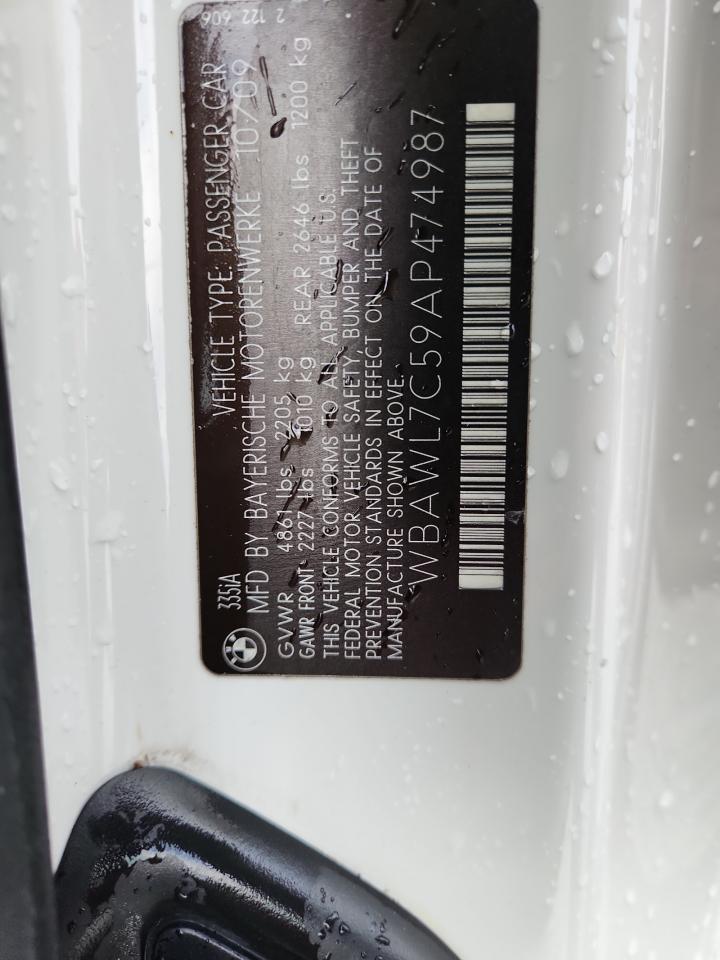 2 122 606
335iA VEHICLE TYPE: PASSENGER CAR
MFD BY BAYERISCHE MOTORENWERKE 10/09
GVWR 4861 lbs 2205 kg
GAWR FRONT 2227 lbs 1010 kg REAR 2646 lbs 1200 kg
THIS VEHICLE CONFORMS TO ALL APPLICABLE U.S.
FEDERAL MOTOR VEHICLE SAFETY, BUMPER AND THEFT
PREVENTION STANDARDS IN EFFECT ON THE DATE OF
MANUFACTURE SHOWN ABOVE.
WBAWL7C59AP474987